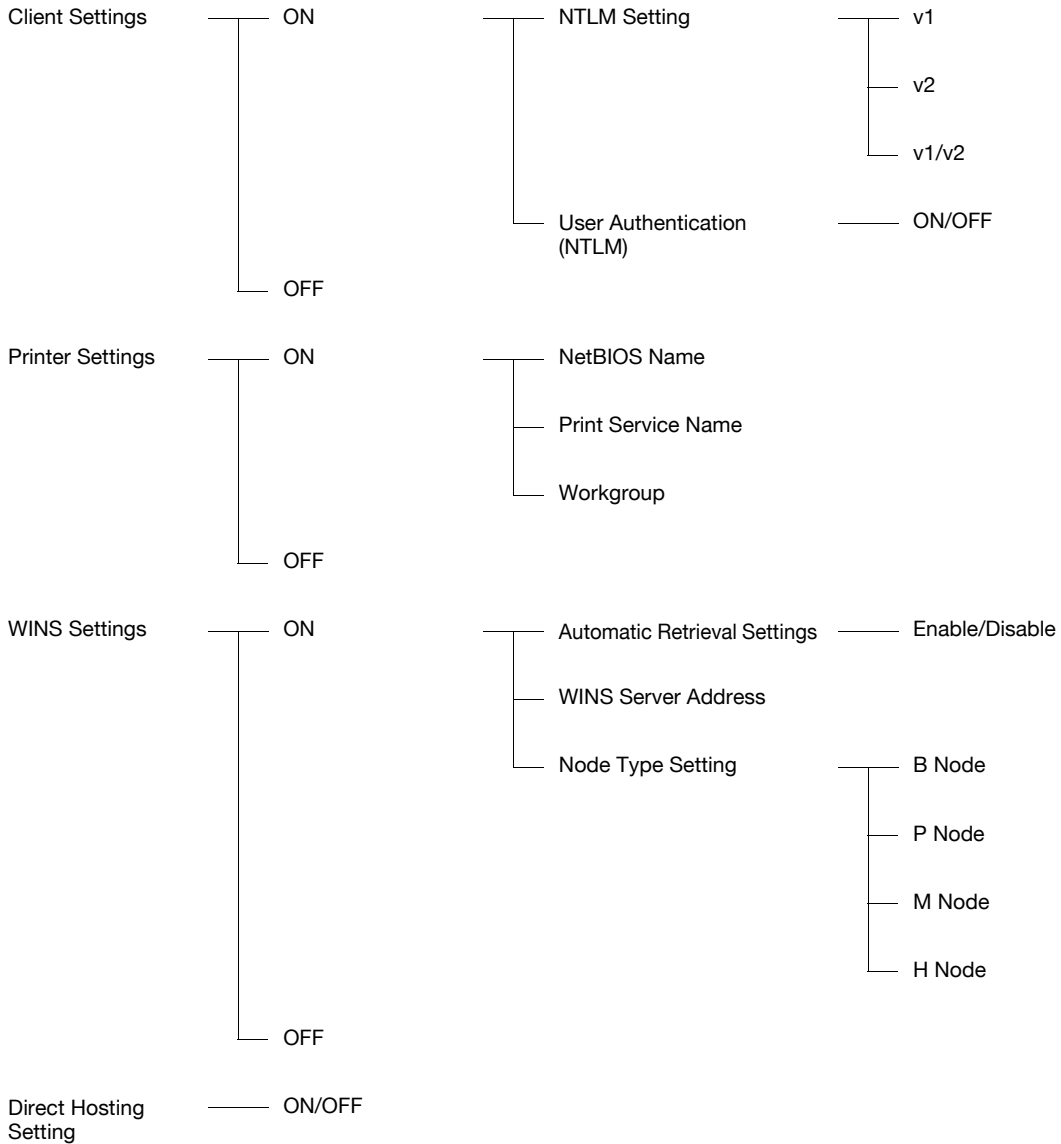 Client Settings
ON
NTLM Setting
v1
v2
v1/v2
User Authentication
(NTLM)
ON/OFF
OFF
Printer Settings
ON
NetBIOS Name
Print Service Name
Workgroup
OFF
WINS Settings
ON
Automatic Retrieval Settings
Enable/Disable
WINS Server Address
Node Type Setting
B Node
P Node
M Node
H Node
OFF
Direct Hosting
Setting
ON/OFF